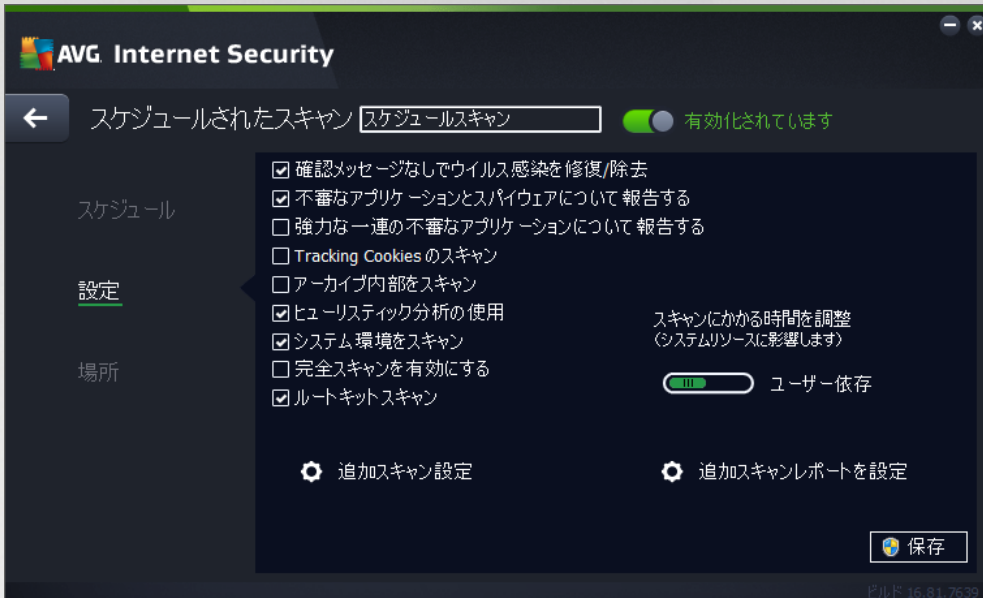 AVG Internet Security
スケジュールされたスキャン スケジュールスキャン 有効化されています
スケジュール
設定
場所
確認メッセージなしでウイルス感染を修復/除去
不審なアプリケーションとスパイウェアについて報告する
強力な一連の不審なアプリケーションについて報告する
Tracking Cookies のスキャン
アーカイブ内部をスキャン
ヒューリスティック分析の使用
システム環境をスキャン
完全スキャンを有効にする
ルートキットスキャン
スキャンにかかる時間を調整
(システムリソースに影響します)
ユーザー依存
追加スキャン設定
追加スキャンレポートを設定
保存
ビルド 16.81.7639